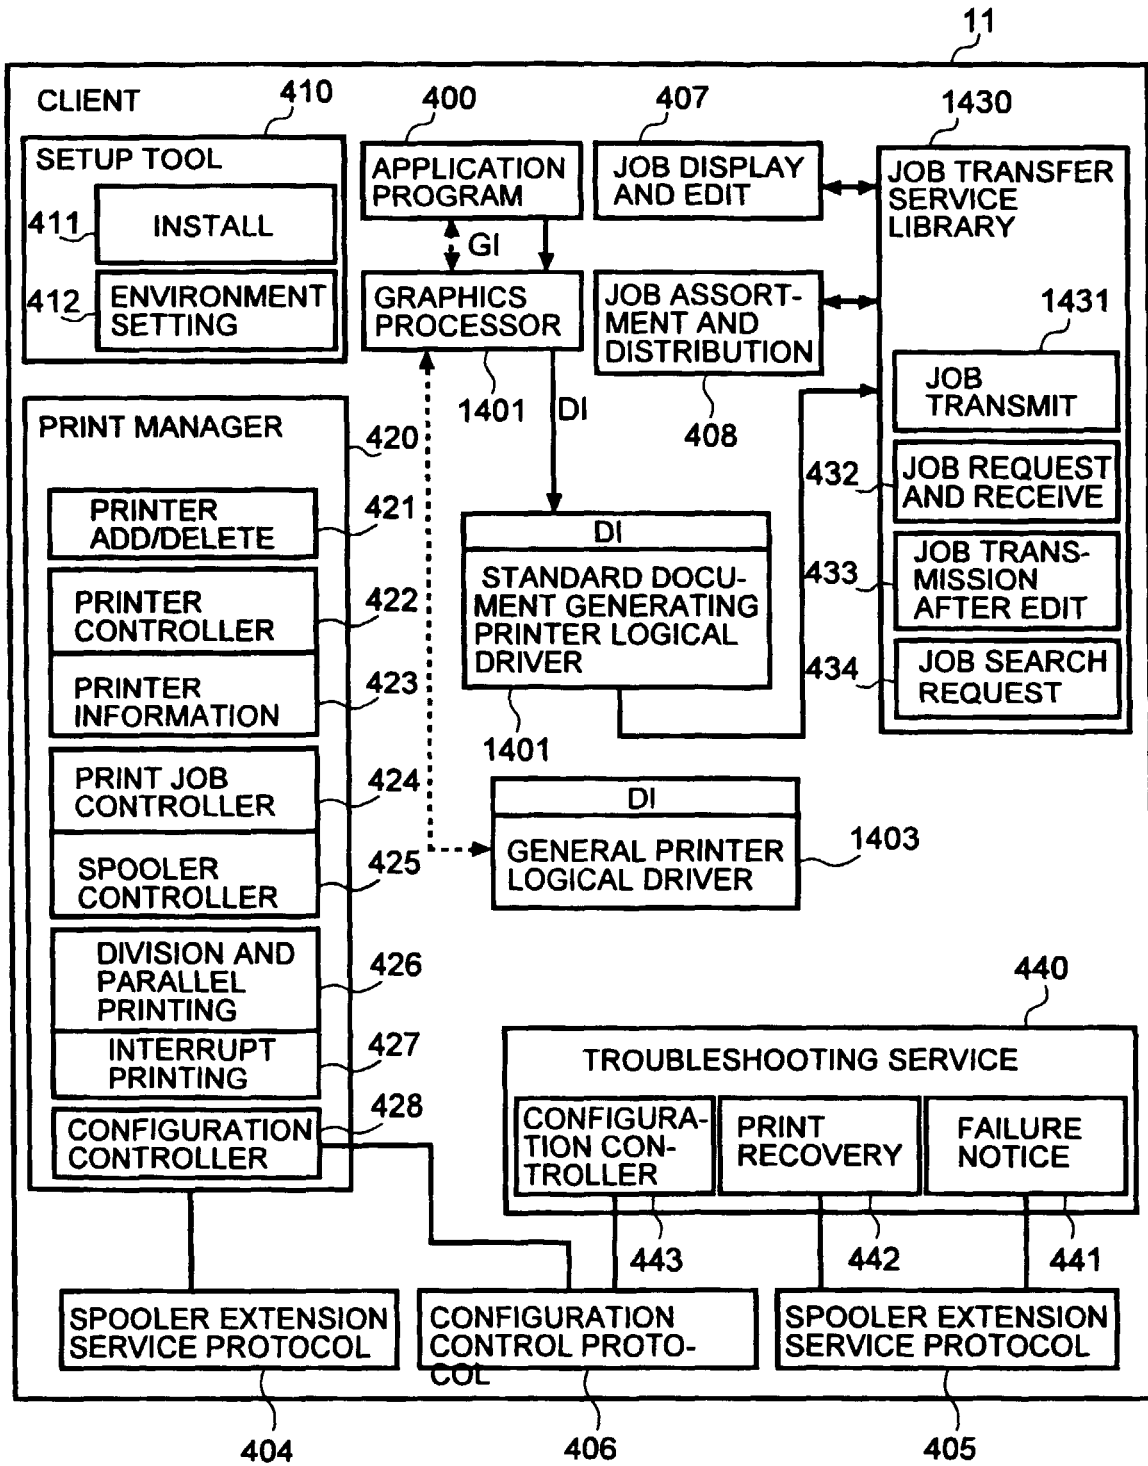 11
CLIENT
410
400
407
1430
SETUP TOOL
411
INSTALL
412
ENVIRONMENT
SETTING
APPLICATION
PROGRAM
GI
GRAPHICS
PROCESSOR
1401
DI
JOB DISPLAY
AND EDIT
JOB ASSORT-
MENT AND
DISTRIBUTION
408
JOB TRANSFER
SERVICE
LIBRARY
1431
JOB
TRANSMIT
432
JOB REQUEST
AND RECEIVE
433
JOB TRANS-
MISSION
AFTER EDIT
434
JOB SEARCH
REQUEST
PRINT MANAGER
420
PRINTER
ADD/DELETE
421
PRINTER
CONTROLLER
422
PRINTER
INFORMATION
423
PRINT JOB
CONTROLLER
424
SPOOLER
CONTROLLER
425
DIVISION AND
PARALLEL
PRINTING
426
INTERRUPT
PRINTING
427
CONFIGURATION
CONTROLLER
428
DI
STANDARD DOCU-
MENT GENERATING
PRINTER LOGICAL
DRIVER
1401
DI
GENERAL PRINTER
LOGICAL DRIVER
1403
440
TROUBLESHOOTING SERVICE
CONFIGURA-
TION CON-
TROLLER
PRINT
RECOVERY
FAILURE
NOTICE
443
442
441
SPOOLER EXTENSION
SERVICE PROTOCOL
CONFIGURATION
CONTROL PROTO-
COL
SPOOLER EXTENSION
SERVICE PROTOCOL
404
406
405